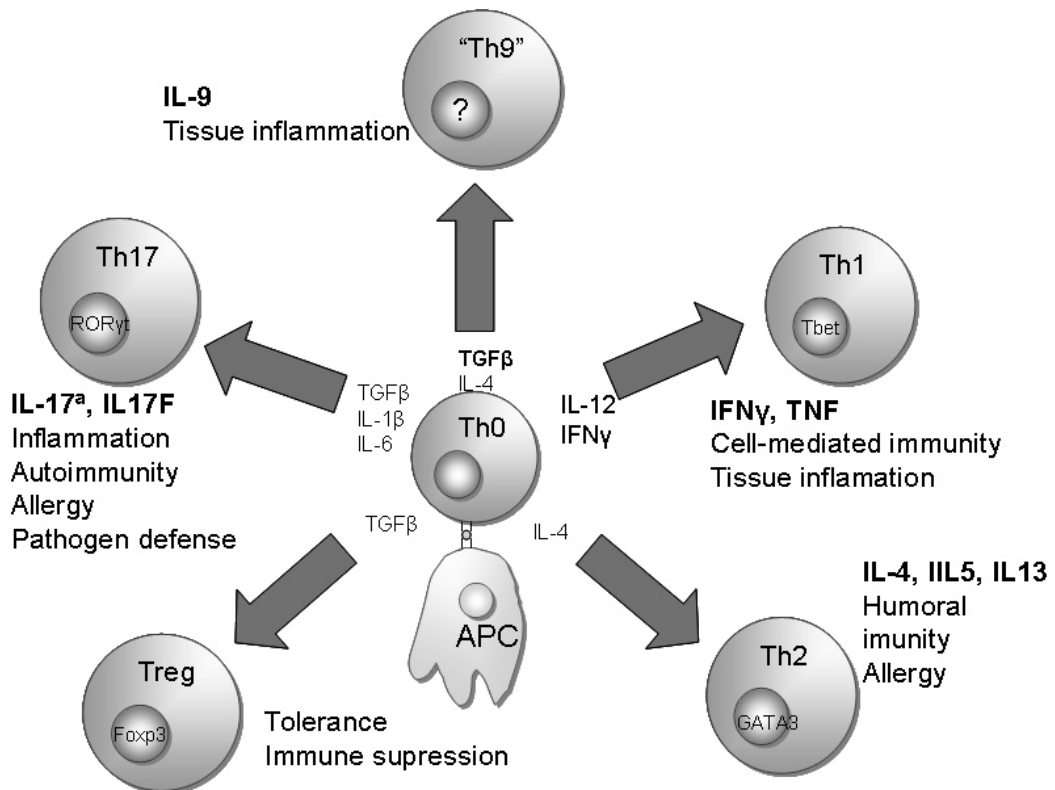 “Th9”
?
IL-9
Tissue inflammation
Th17
RORγt
IL-17ª, IL17F
Inflammation
Autoimmunity
Allergy
Pathogen defense
TGFβ
IL-1β
IL-6
TGFβ
IL-4
Th0
IL-12
IFNγ
Th1
Tbet
IFNγ, TNF
Cell-mediated immunity
Tissue inflamation
TGFβ
IL-4
APC
IL-4, IIL5, IL13
Humoral
imunity
Allergy
Th2
GATA3
Treg
Foxp3
Tolerance
Immune supression